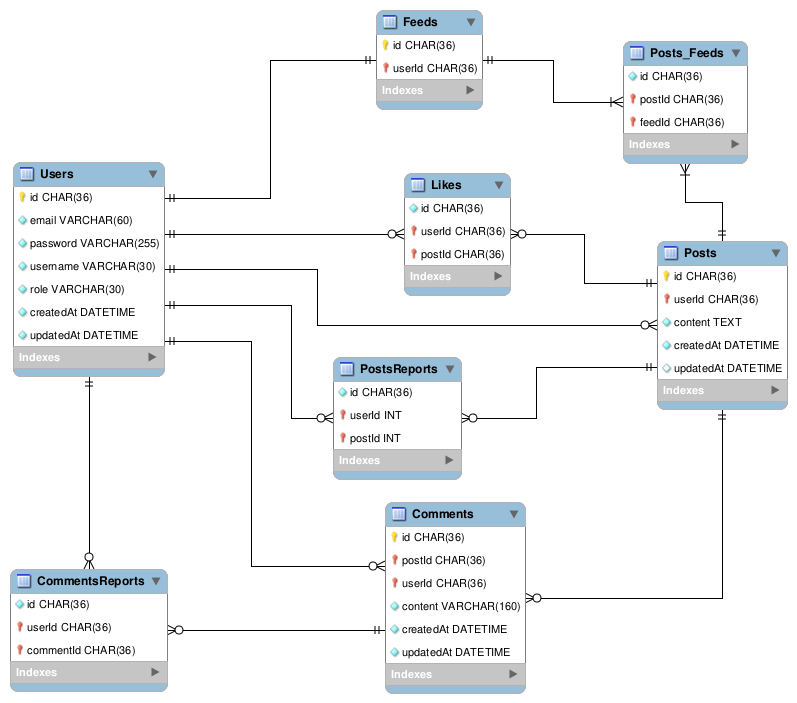 Feeds
id CHAR(36)
userId CHAR(36)
Indexes
Posts_Feeds
id CHAR(36)
postId CHAR(36)
feedId CHAR(36)
Indexes
Users
id CHAR(36)
email VARCHAR(60)
password VARCHAR(255)
username VARCHAR(30)
role VARCHAR(30)
createdAt DATETIME
updatedAt DATETIME
Indexes
Likes
id CHAR(36)
userId CHAR(36)
postId CHAR(36)
Indexes
Posts
id CHAR(36)
userId CHAR(36)
content TEXT
createdAt DATETIME
updatedAt DATETIME
Indexes
PostsReports
id CHAR(36)
userId INT
postId INT
Indexes
Comments
id CHAR(36)
postId CHAR(36)
userId CHAR(36)
content VARCHAR(160)
createdAt DATETIME
updatedAt DATETIME
Indexes
CommentsReports
id CHAR(36)
userId CHAR(36)
commentId CHAR(36)
Indexes